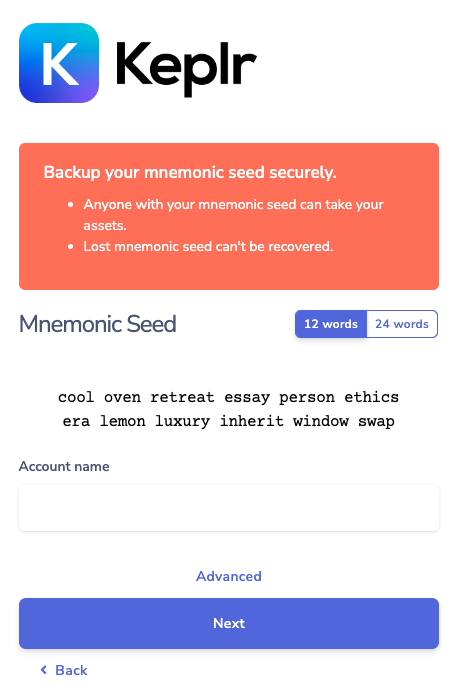 K Keplr
Backup your mnemonic seed securely.
• Anyone with your mnemonic seed can take your
assets.
• Lost mnemonic seed can't be recovered.
Mnemonic Seed
12 words 24 words
cool oven retreat essay person ethics
era lemon luxury inherit window swap
Account name
Advanced
Next
Back